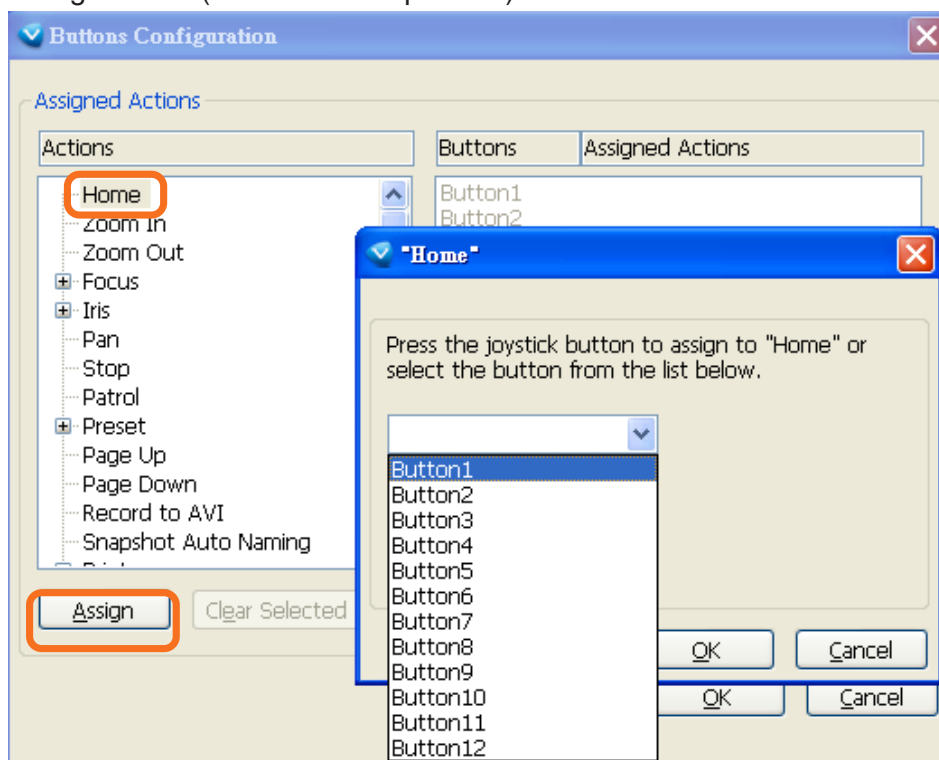 Buttons Configuration
Assigned Actions
Actions
Buttons
Assigned Actions
Home
Zoom In
Zoom Out
Focus
Iris
Pan
Stop
Patrol
Preset
Page Up
Page Down
Record to AVI
Snapshot Auto Naming
Assign
Clear Selected
Button1
Button2
"Home"
Press the joystick button to assign to "Home" or
select the button from the list below.
Button1
Button2
Button3
Button4
Button5
Button6
Button7
Button8
Button9
Button10
Button11
Button12
OK
Cancel
OK
Cancel